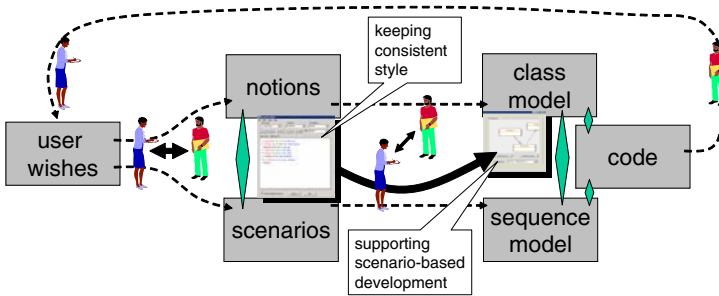 keeping
consistent
style
notions
class
model
user
wishes
code
scenarios
sequence
model
supporting
scenario-based
development